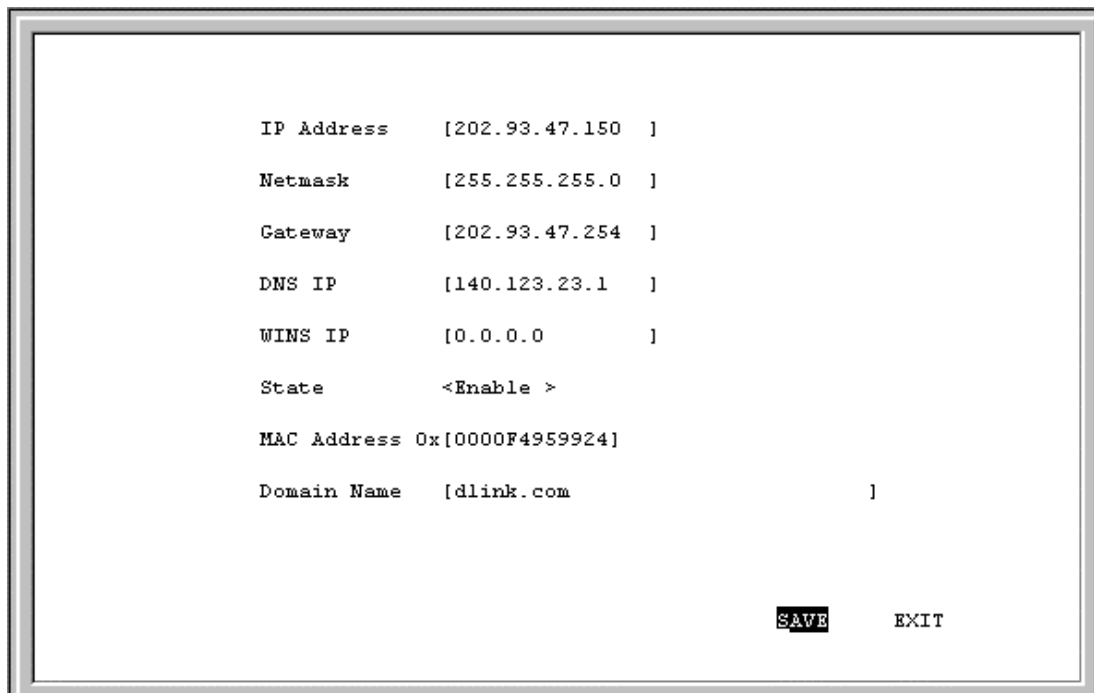 IP Address [202.93.47.150 ]
Netmask [255.255.255.0 ]
Gateway [202.93.47.254 ]
DNS IP [140.123.23.1 ]
WINS IP [0.0.0.0 ]
State <Enable >
MAC Address 0x[0000F4959924]
Domain Name [dlink.com ]
SAVE EXIT